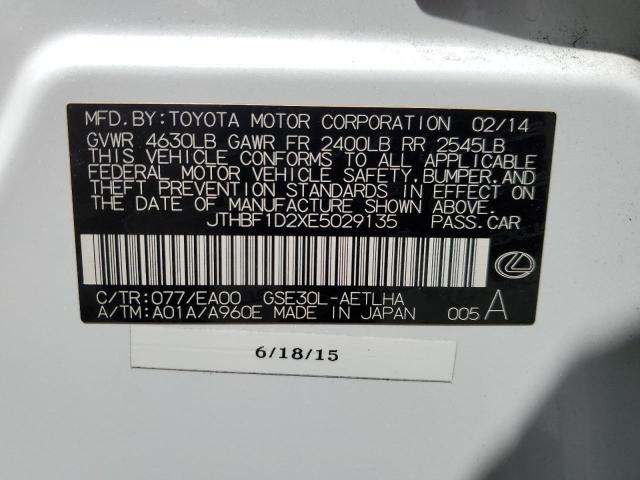 MFD. BY: TOYOTA MOTOR CORPORATION 02/14
GVWR 4630LB GAWR FR 2400LB RR 2545LB
THIS VEHICLE CONFORMS TO ALL APPLICABLE
FEDERAL MOTOR VEHICLE SAFETY, BUMPER, AND
THEFT PREVENTION STANDARDS IN EFFECT ON
THE DATE OF MANUFACTURE SHOWN ABOVE.
JTHBF1D2XE5029135 PASS. CAR
C/TR: 077/EA00 GSE30L-AETLHA
A/TM: A01A/A960E MADE IN JAPAN 005 A
6/18/15